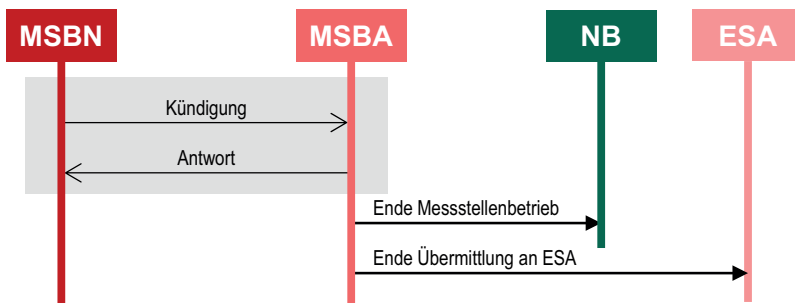 MSBN
MSBA
NB
ESA
Kündigung
Antwort
Ende Messstellenbetrieb
Ende Übermittlung an ESA